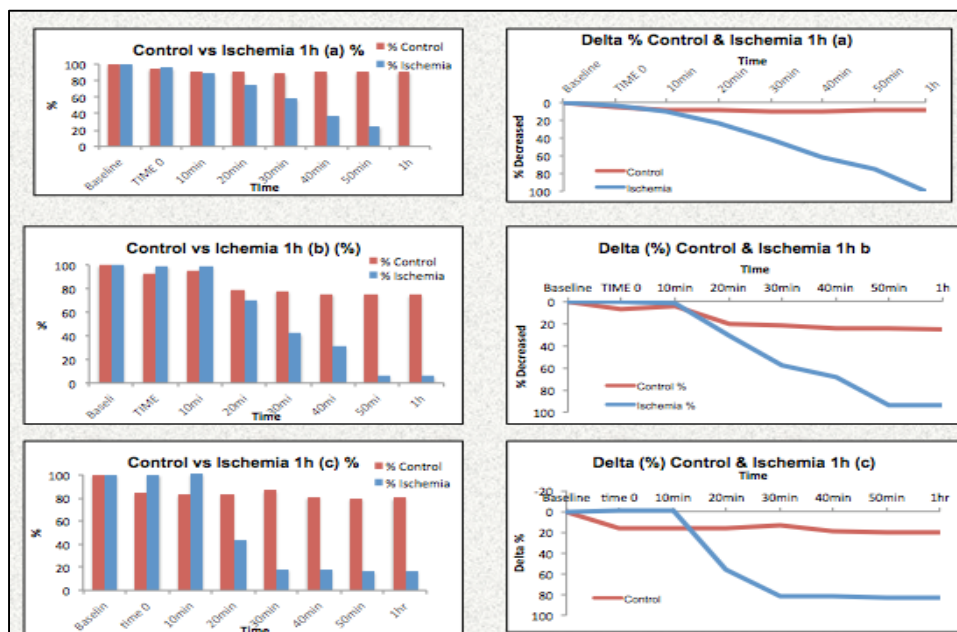 Control vs Ischemia 1h (a) %
% Control
% Ischemia
100
80
60
40
20
0
%
Baseline
TIME 0
10min
20min
30min
40min
50min
1h
Time
Delta % Control & Ischemia 1h (a)
Time
Baseline
TIME 0
10min
20min
30min
40min
50min
1h
0
20
40
60
80
100
% Decreased
Control
Ischemia
Control vs Ichemia 1h (b) (%)
% Control
% Ischemia
100
80
60
40
20
0
%
Baseli
TIME
10mi
20mi
30mi
40mi
50mi
1h
Time
Delta (%) Control & Ischemia 1h b
Time
Baseline
TIME 0
10min
20min
30min
40min
50min
1h
0
20
40
60
80
100
% Decreased
Control %
Ischemia %
Control vs Ischemia 1h (c) %
% Control
% Ischemia
100
80
60
40
20
0
%
Baselin
time 0
10min
20min
30min
40min
50min
1hr
Delta (%) Control & Ischemia 1h (c)
Time
-20
Baseline
time 0
10min
20min
30min
40min
50min
1hr
0
20
40
60
80
100
Delta %
Control